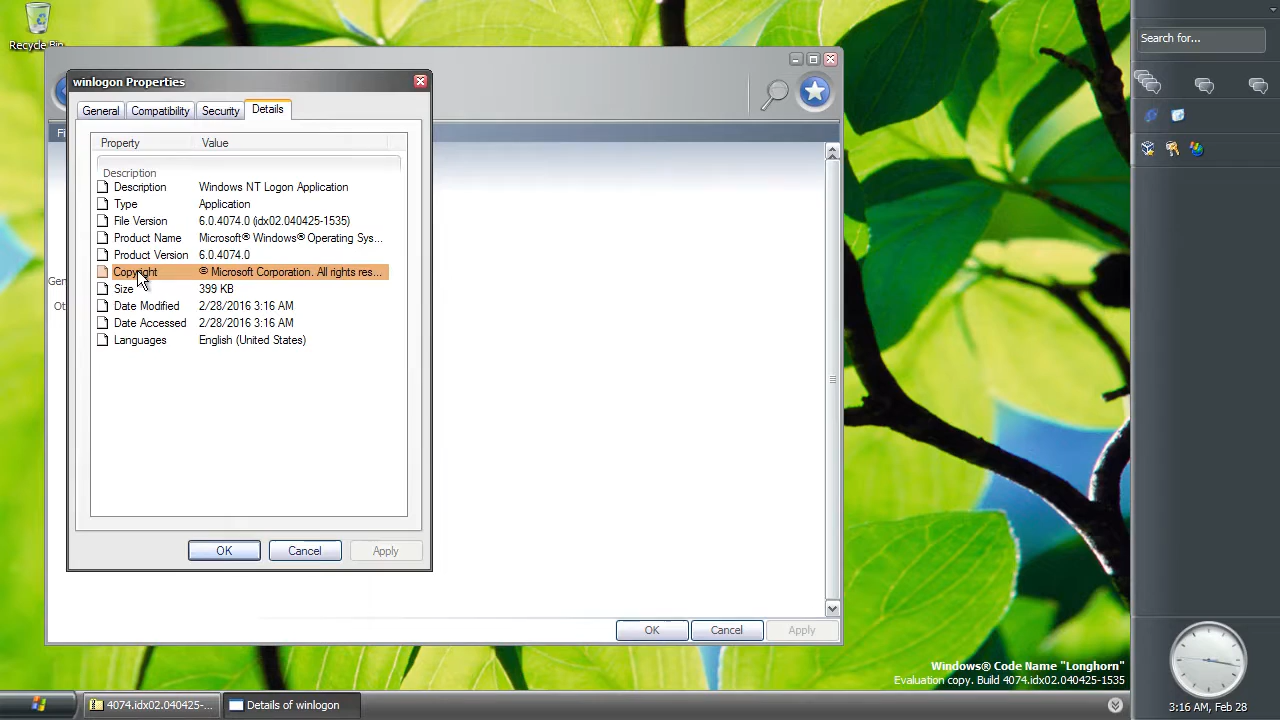 Recycle Bin
winlogon Properties
General
Compatibility
Security
Details
Property
Value
Description
Description
Windows NT Logon Application
Type
Application
File Version
6.0.4074.0 (idx02.040425-1535)
Product Name
Microsoft® Windows® Operating Sys...
Product Version
6.0.4074.0
Copyright
© Microsoft Corporation. All rights res...
Size
399 KB
Date Modified
2/28/2016 3:16 AM
Date Accessed
2/28/2016 3:16 AM
Languages
English (United States)
OK
Cancel
Apply
OK
Cancel
Apply
Search for...
Windows® Code Name "Longhorn"
Evaluation copy. Build 4074.idx02.040425-1535
4074.idx02.040425-...
Details of winlogon
3:16 AM, Feb 28